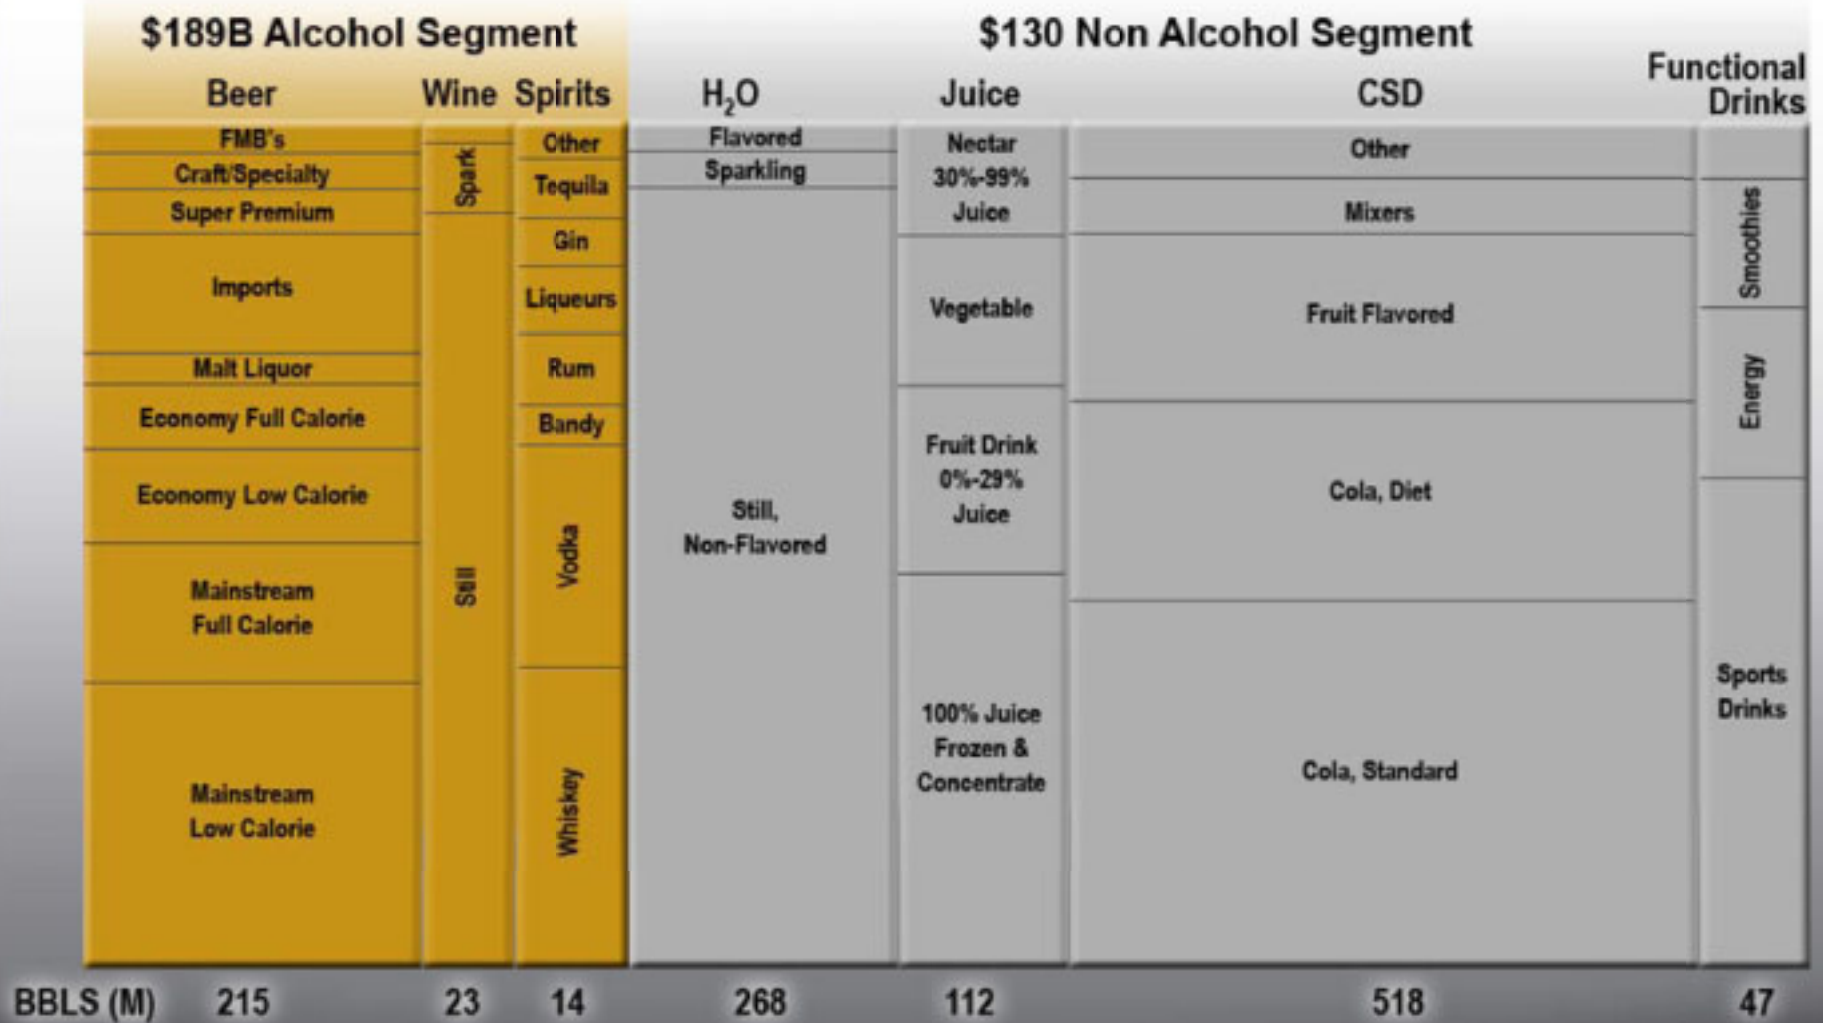 $189B Alcohol Segment
$130 Non Alcohol Segment
Beer
Wine
Spirits
H₂O
Juice
CSD
Functional
Drinks
FMB's
Craft/Specialty
Super Premium
Imports
Malt Liquor
Economy Full Calorie
Economy Low Calorie
Mainstream
Full Calorie
Mainstream
Low Calorie
Spark
Still
Other
Tequila
Gin
Liqueurs
Rum
Bandy
Vodka
Whiskey
Flavored
Sparkling
Still,
Non-Flavored
Nectar
30%-99%
Juice
Vegetable
Fruit Drink
0%-29%
Juice
100% Juice
Frozen &
Concentrate
Other
Mixers
Fruit Flavored
Cola, Diet
Cola, Standard
Smoothies
Energy
Sports
Drinks
BBLS (M) 215 23 14 268 112 518 47